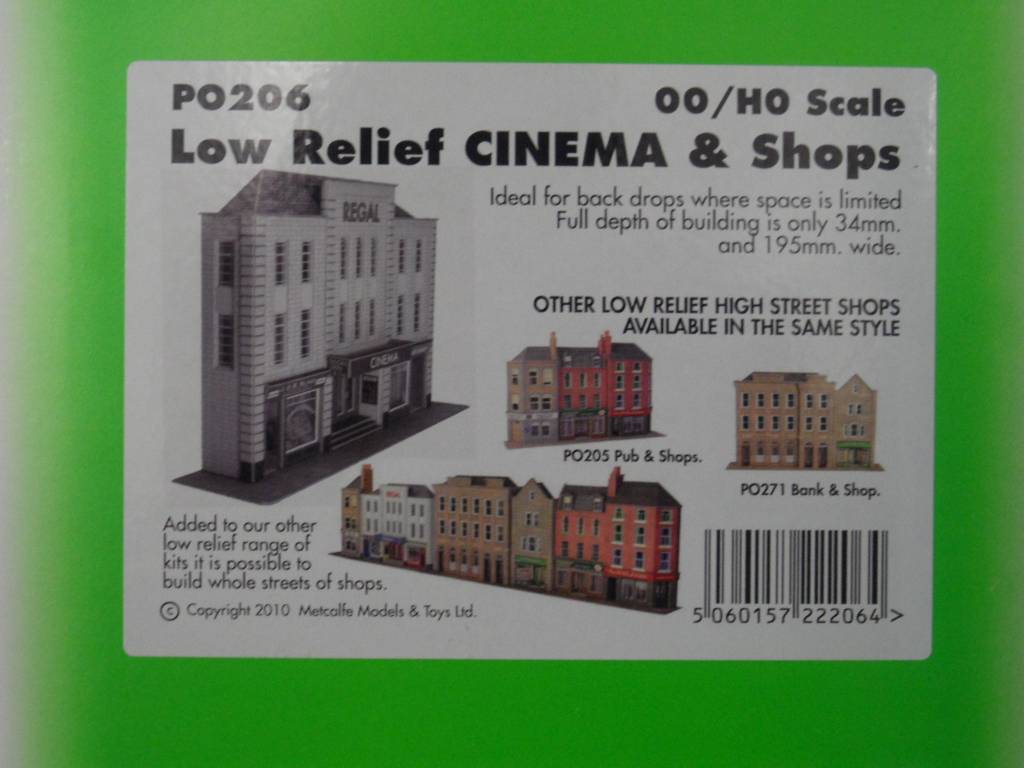 PO206
OO/HO Scale
Low Relief CINEMA & Shops
Ideal for back drops where space is limited
Full depth of building is only 34mm.
and 195mm. wide.
REGAL
CINEMA
OTHER LOW RELIEF HIGH STREET SHOPS
AVAILABLE IN THE SAME STYLE
PO205 Pub & Shops.
PO271 Bank & Shop.
REGAL
Added to our other
low relief range of
kits it is possible to
build whole streets of shops.
© Copyright 2010 Metcalfe Models & Toys Ltd.
5 060157 222064 >